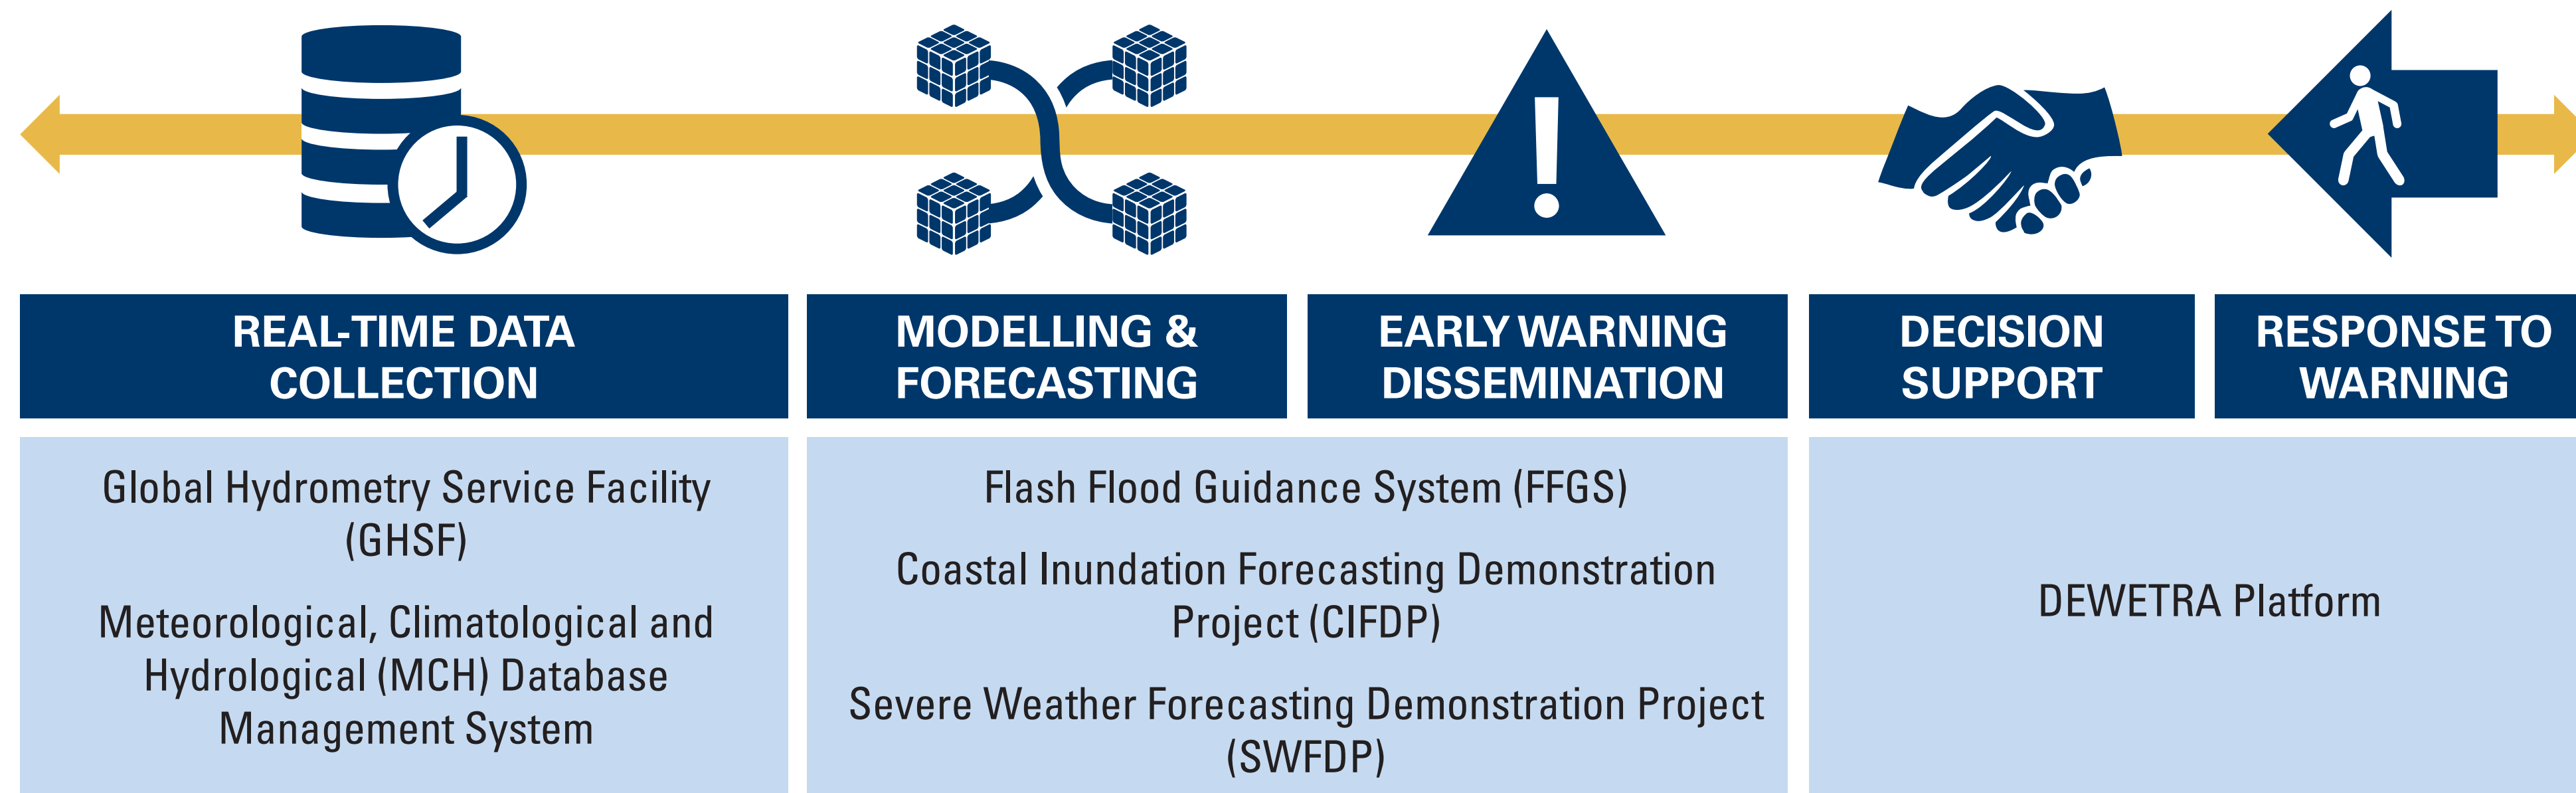 REAL-TIME DATA
COLLECTION
MODELLING &
FORECASTING
EARLY WARNING
DISSEMINATION
DECISION
SUPPORT
RESPONSE TO
WARNING
Global Hydrometry Service Facility
(GHSF)
Meteorological, Climatological and
Hydrological (MCH) Database
Management System
Flash Flood Guidance System (FFGS)
Coastal Inundation Forecasting Demonstration
Project (CIFDP)
Severe Weather Forecasting Demonstration Project
(SWFDP)
DEWETRA Platform